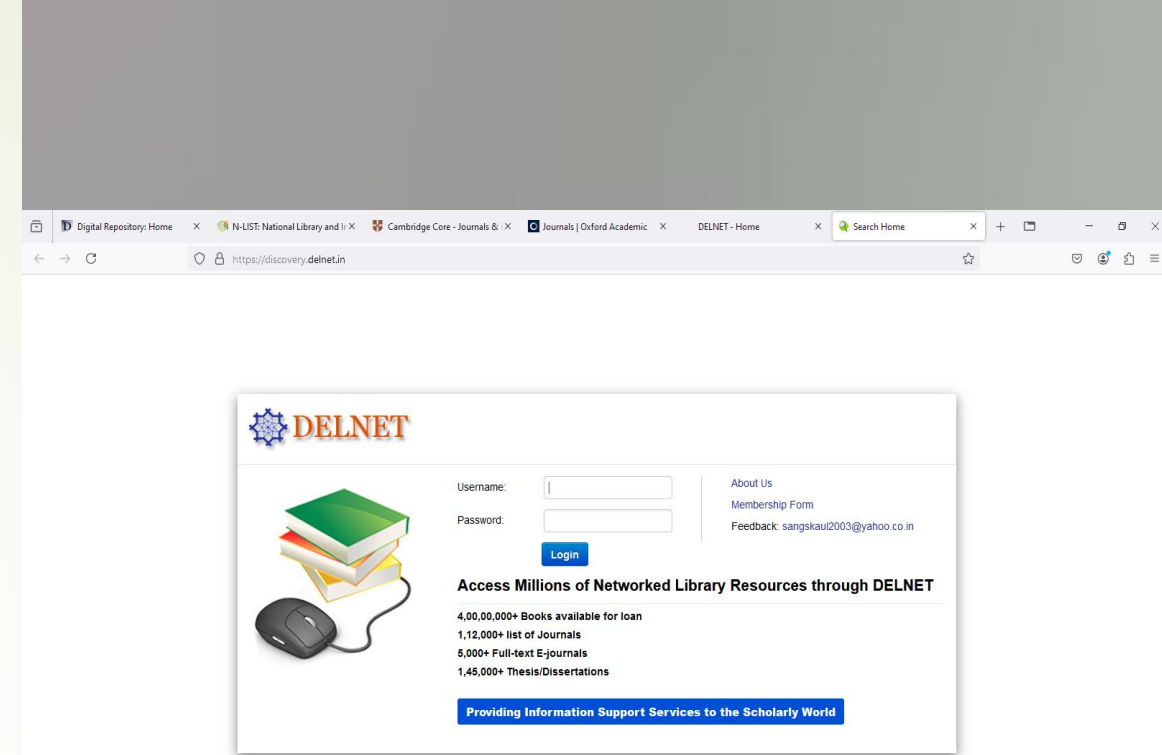 Digital Repository: Home
N-LIST: National Library and In
Cambridge Core - Journals &
Journals | Oxford Academic
DELNET - Home
Search Home
https://discovery.delnet.in
DELNET
Username:
Password:
Login
About Us
Membership Form
Feedback: sangskaul2003@yahoo.co.in
Access Millions of Networked Library Resources through DELNET
4,00,00,000+ Books available for loan
1,12,000+ list of Journals
5,000+ Full-text E-journals
1,45,000+ Thesis/Dissertations
Providing Information Support Services to the Scholarly World